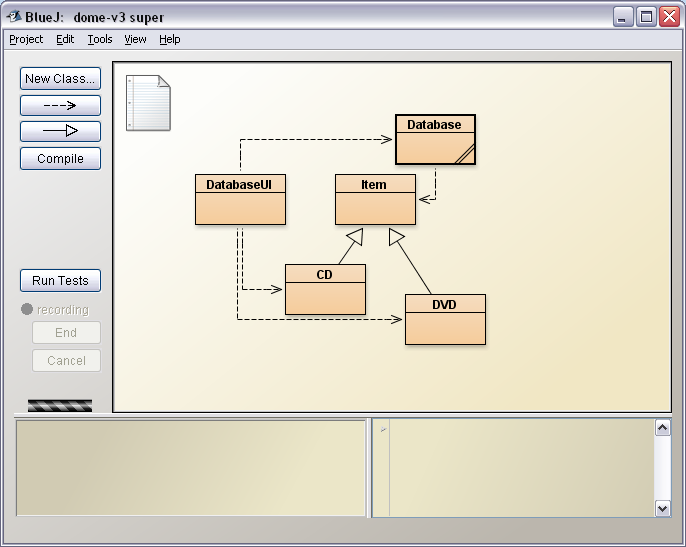 BlueJ: dome-v3 super
Project Edit Tools View Help
New Class...
Compile
Database
DatabaseUI
Item
CD
DVD
Run Tests
recording
End
Cancel